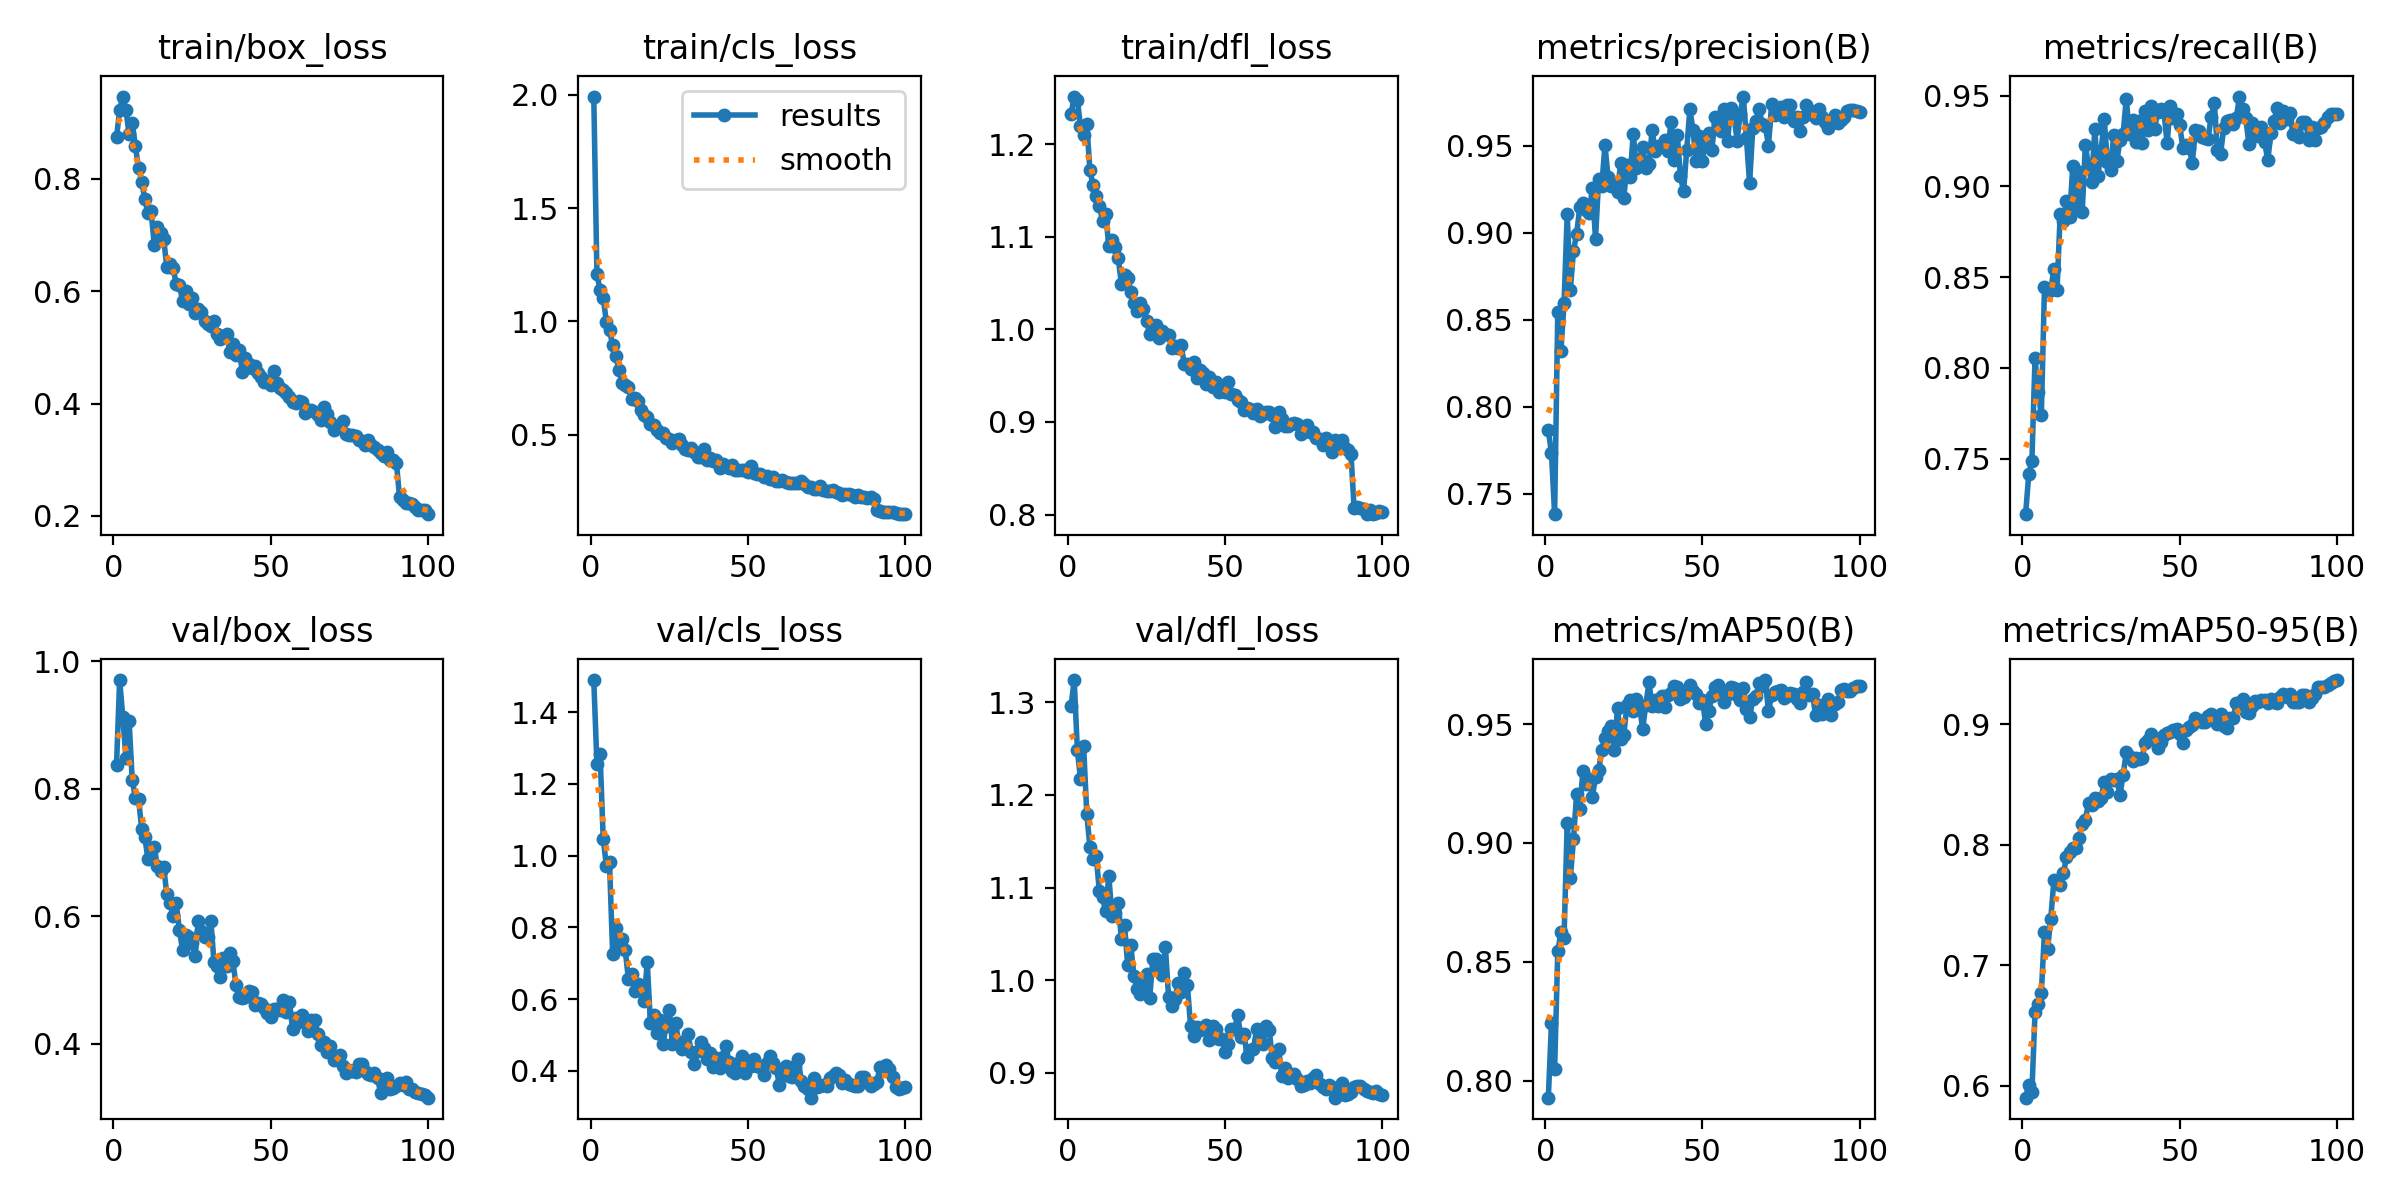 train/box_loss
0.8
0.6
0.4
0.2
0 50 100
train/cls_loss
results
smooth
2.0
1.5
1.0
0.5
0 50 100
train/dfl_loss
1.2
1.1
1.0
0.9
0.8
0 50 100
metrics/precision(B)
0.95
0.90
0.85
0.80
0.75
0 50 100
metrics/recall(B)
0.95
0.90
0.85
0.80
0.75
0 50 100
val/box_loss
1.0
0.8
0.6
0.4
0 50 100
val/cls_loss
1.4
1.2
1.0
0.8
0.6
0.4
0 50 100
val/dfl_loss
1.3
1.2
1.1
1.0
0.9
0 50 100
metrics/mAP50(B)
0.95
0.90
0.85
0.80
0 50 100
metrics/mAP50-95(B)
0.9
0.8
0.7
0.6
0 50 100